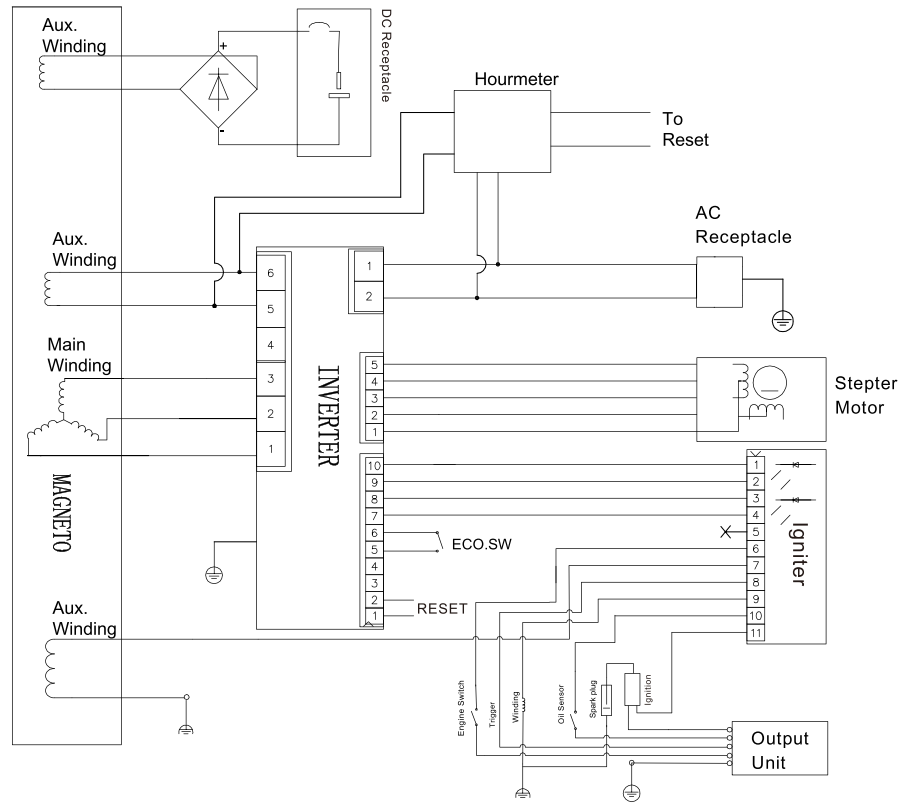 Aux.
Winding
+
-
DC Receptacle
Hourmeter
To
Reset
AC
Receptacle
Aux.
Winding
6
5
4
3
2
1
1
2
INVERTER
Main
Winding
MAGNETO
5
4
3
2
1
Stepter
Motor
10
9
8
7
6
5
4
3
2
1
ECO.SW
RESET
1
2
3
4
5
6
7
8
9
10
11
Igniter
Aux.
Winding
Engine Switch
Trigger
Winding
Oil Sensor
Spark plug
Ignition
Output
Unit